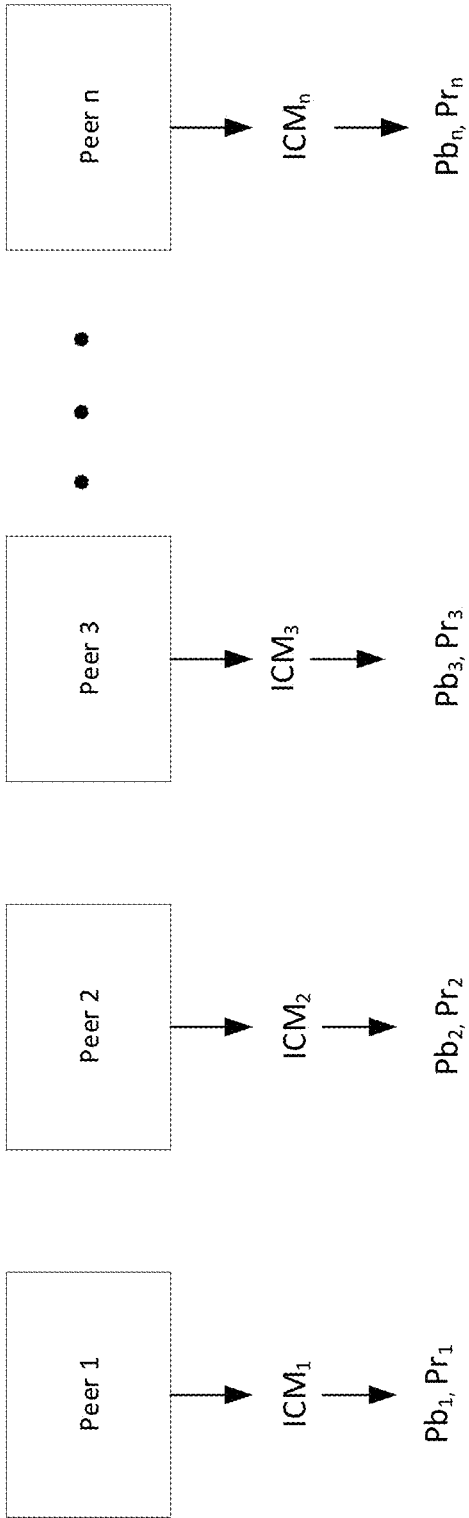 Peer 1
Peer 2
Peer 3
Peer n
ICM₁
ICM₂
ICM₃
ICMₙ
Pb₁, Pr₁
Pb₂, Pr₂
Pb₃, Pr₃
Pbₙ, Prₙ